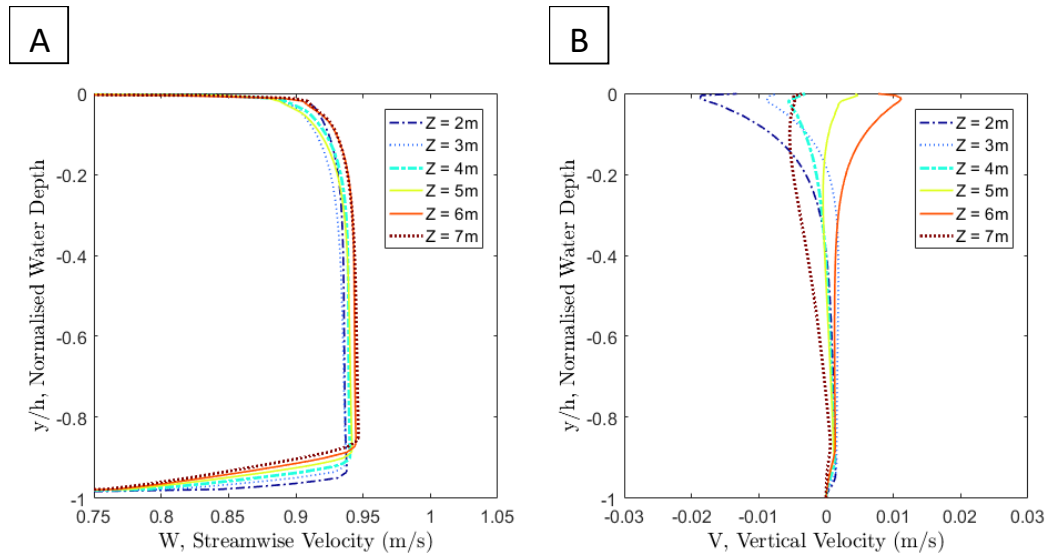 A
B
0
-0.2
-0.4
-0.6
-0.8
-1
y/h, Normalised Water Depth
0.75
0.8
0.85
0.9
0.95
1
1.05
W, Streamwise Velocity (m/s)
Z = 2m
Z = 3m
Z = 4m
Z = 5m
Z = 6m
Z = 7m
0
-0.2
-0.4
-0.6
-0.8
-1
y/h, Normalised Water Depth
-0.03
-0.02
-0.01
0
0.01
0.02
0.03
V, Vertical Velocity (m/s)
Z = 2m
Z = 3m
Z = 4m
Z = 5m
Z = 6m
Z = 7m